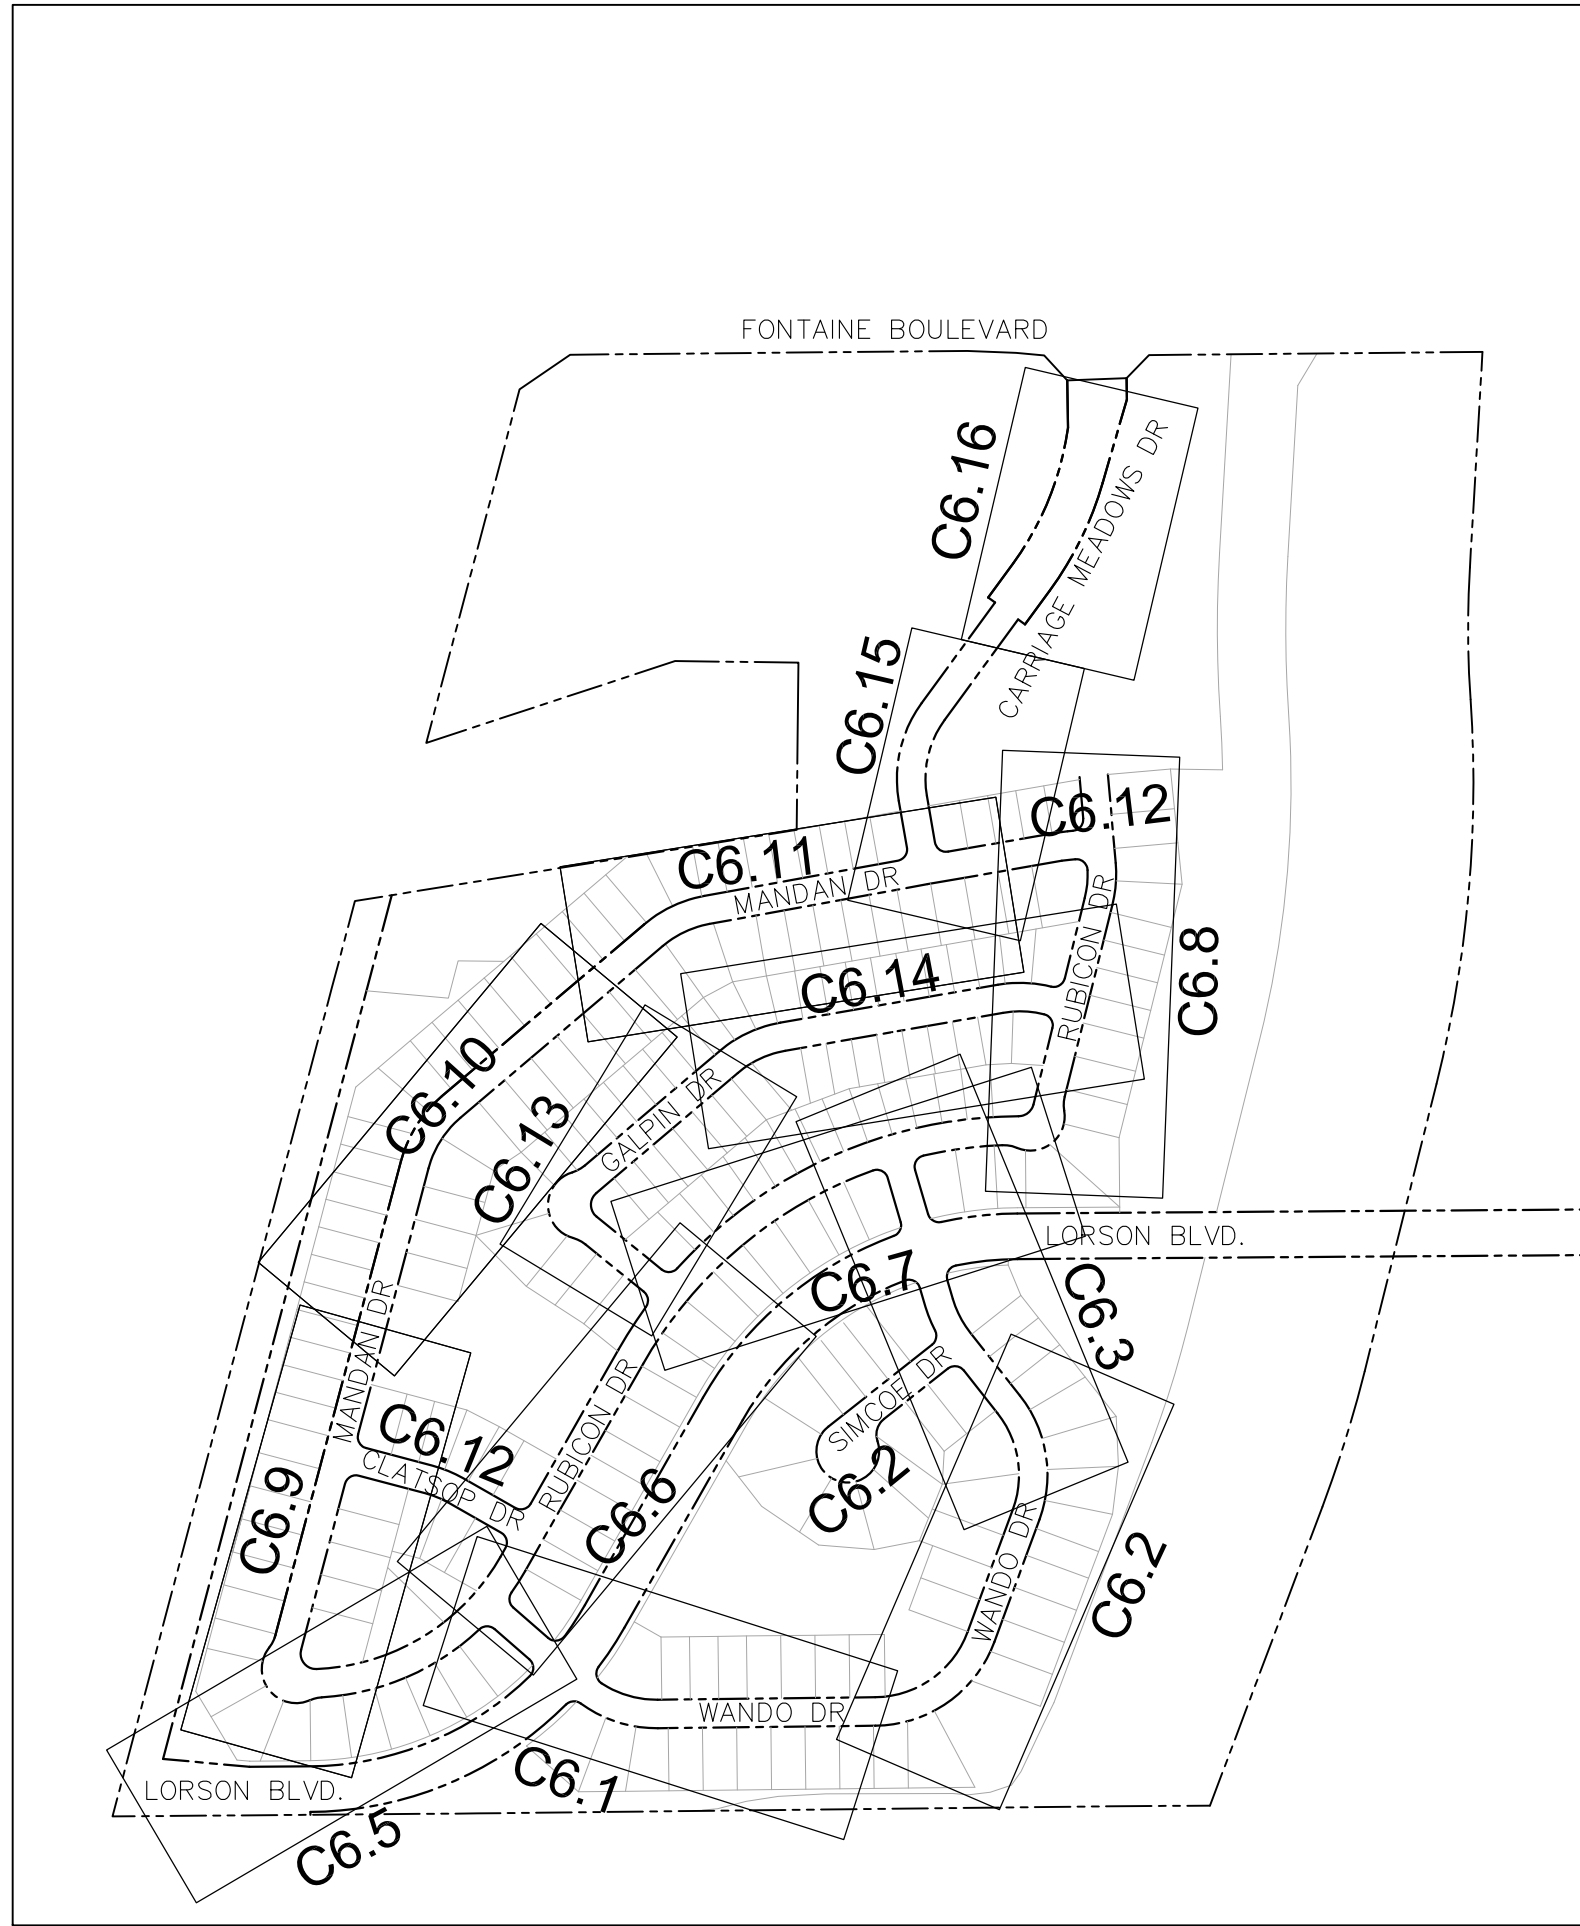 FONTAINE BOULEVARD
C6.16
CARRIAGE MEADOWS DR
C6.15
C6.12
C6.11
MANDAN DR
RUBICON DR
C6.8
C6.14
C6.10
C6.13
GALPIN DR
LORSON BLVD.
C6.7
C6.3
MANDAN DR
SIMCOE DR
RUBICON DR
C6.12
CLATSOP DR
C6.2
C6.9
C6.6
WANDO DR
C6.2
WANDO DR
C6.1
LORSON BLVD.
C6.5